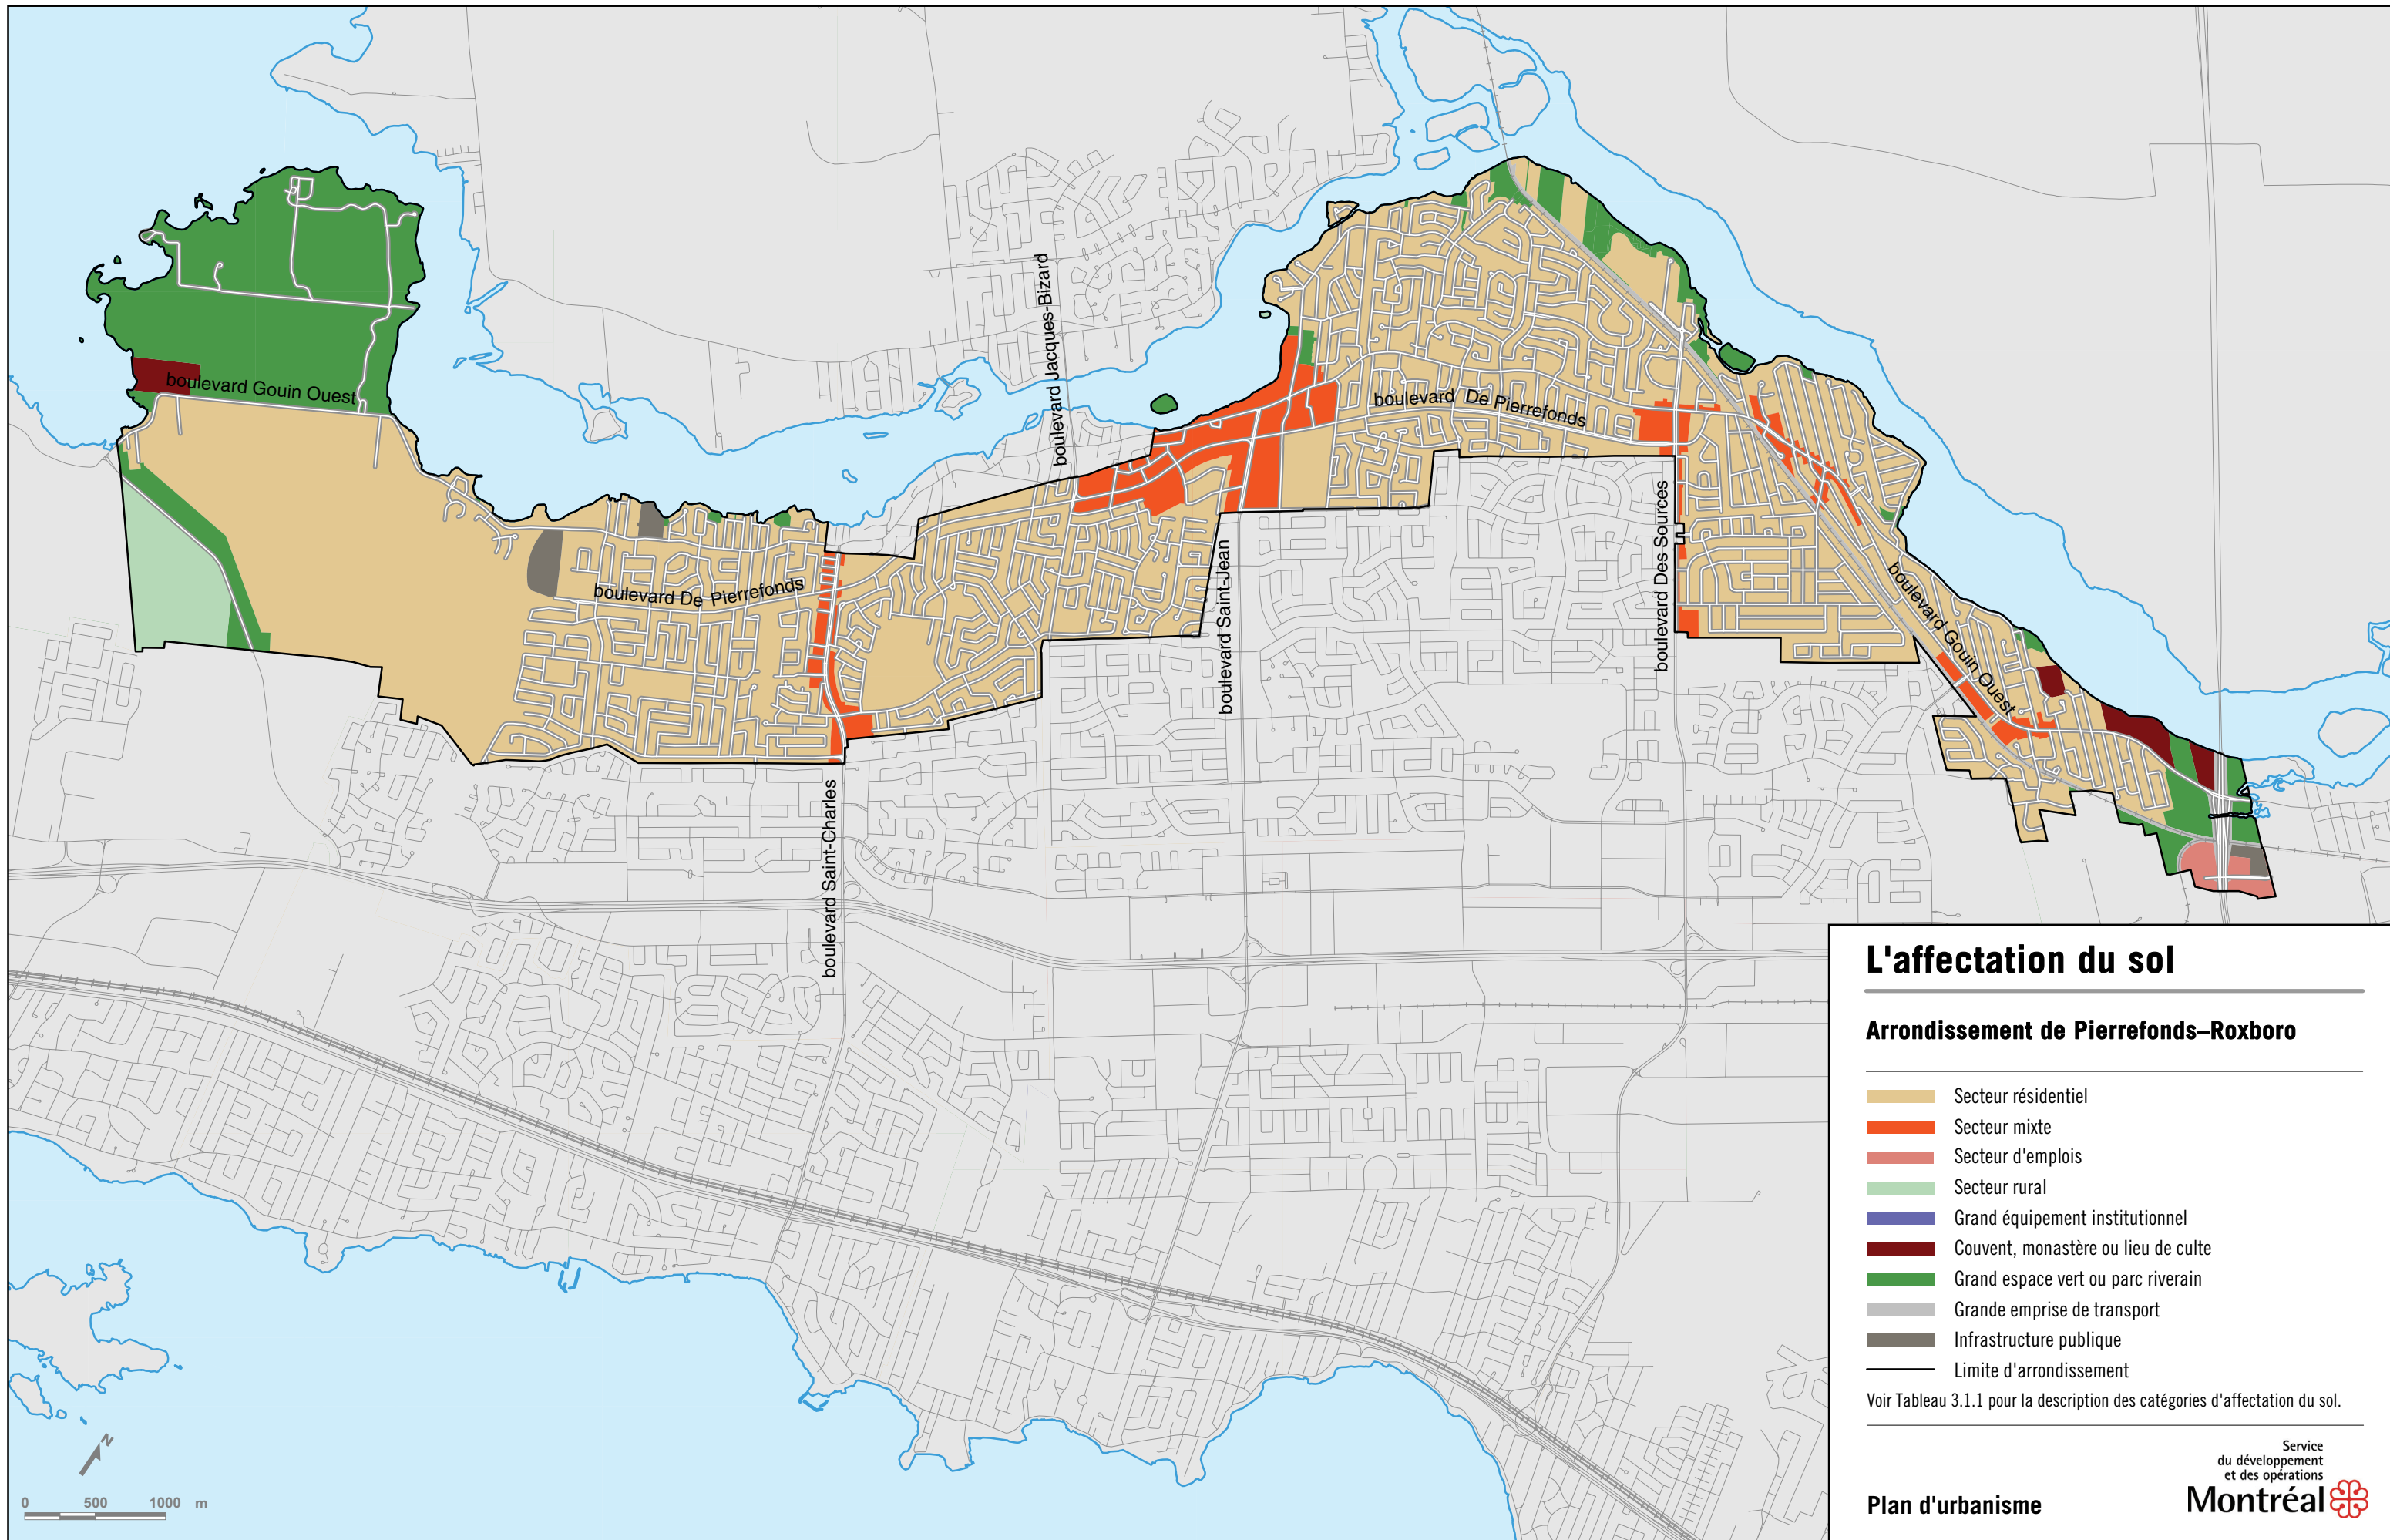 boulevard Gouin Ouest
boulevard Jacques-Bizard
boulevard De Pierrefonds
boulevard De Pierrefonds
boulevard Saint-Jean
boulevard Des Sources
boulevard Gouin Ouest
boulevard Saint-Charles
L'affectation du sol
Arrondissement de Pierrefonds–Roxboro
Secteur résidentiel
Secteur mixte
Secteur d'emplois
Secteur rural
Grand équipement institutionnel
Couvent, monastère ou lieu de culte
Grand espace vert ou parc riverain
Grande emprise de transport
Infrastructure publique
Limite d'arrondissement
Voir Tableau 3.1.1 pour la description des catégories d'affectation du sol.
Service
du développement
et des opérations
Plan d'urbanisme
Montréal
N
0 500 1000 m